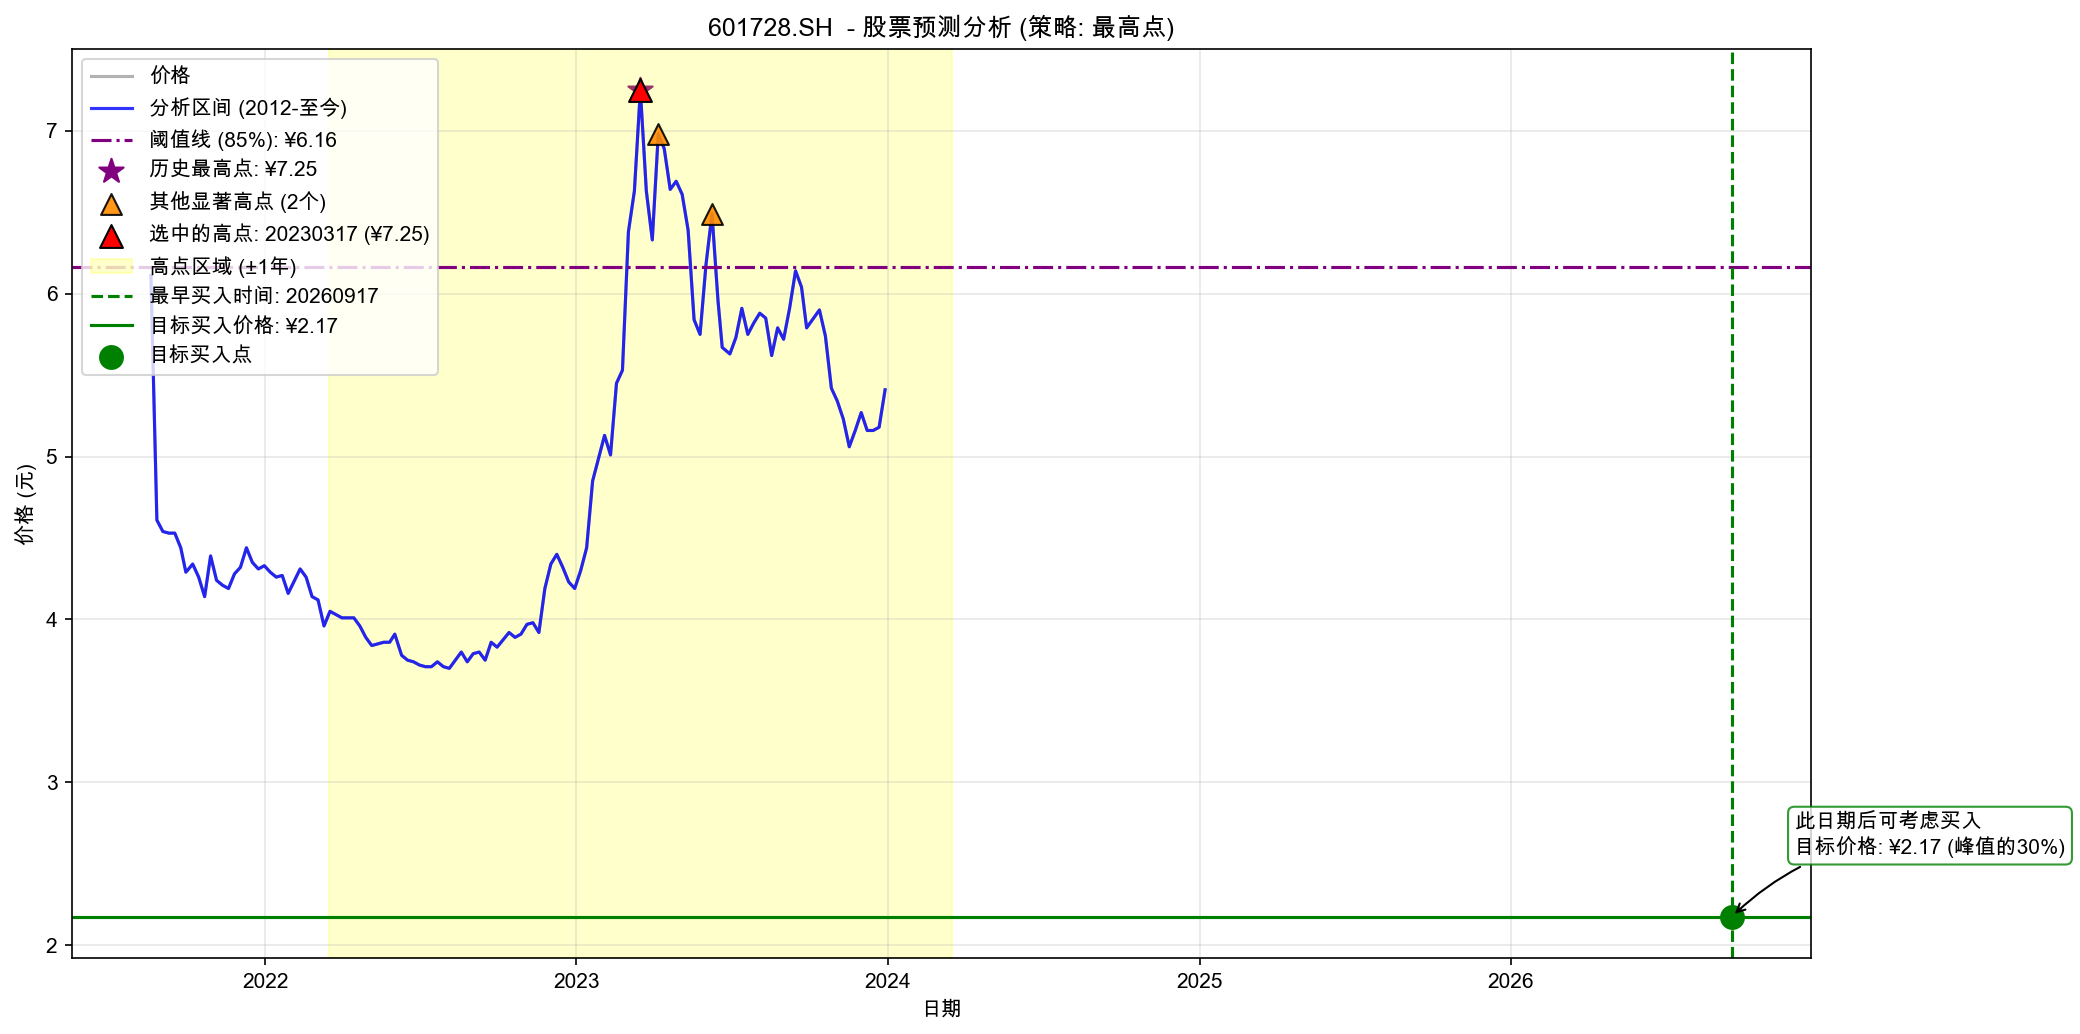 601728.SH - 股票预测分析 (策略: 最高点)
价格
分析区间 (2012-至今)
阈值线 (85%): ¥6.16
历史最高点: ¥7.25
其他显著高点 (2个)
选中的高点: 20230317 (¥7.25)
高点区域 (±1年)
最早买入时间: 20260917
目标买入价格: ¥2.17
目标买入点
价格 (元)
7
6
5
4
3
2
此日期后可考虑买入
目标价格: ¥2.17 (峰值的30%)
2022
2023
2024
2025
2026
日期